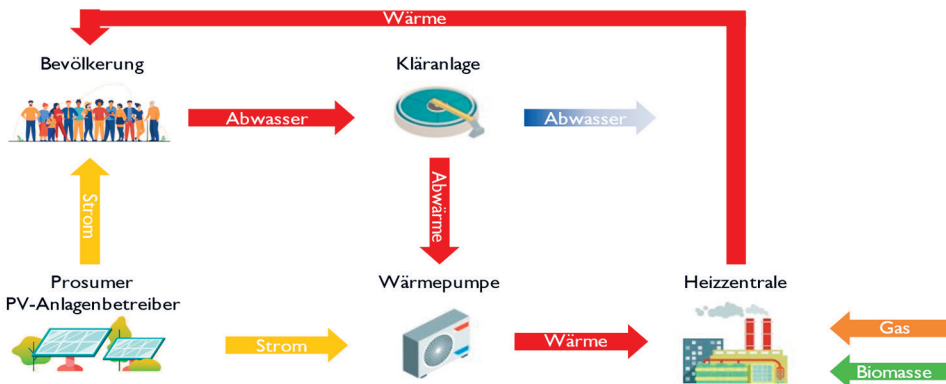 Wärme
Bevölkerung
Kläranlage
Abwasser
Abwasser
Strom
Abwärme
Prosumer
PV-Anlagenbetreiber
Wärmepumpe
Heizzentrale
Strom
Wärme
Gas
Biomasse